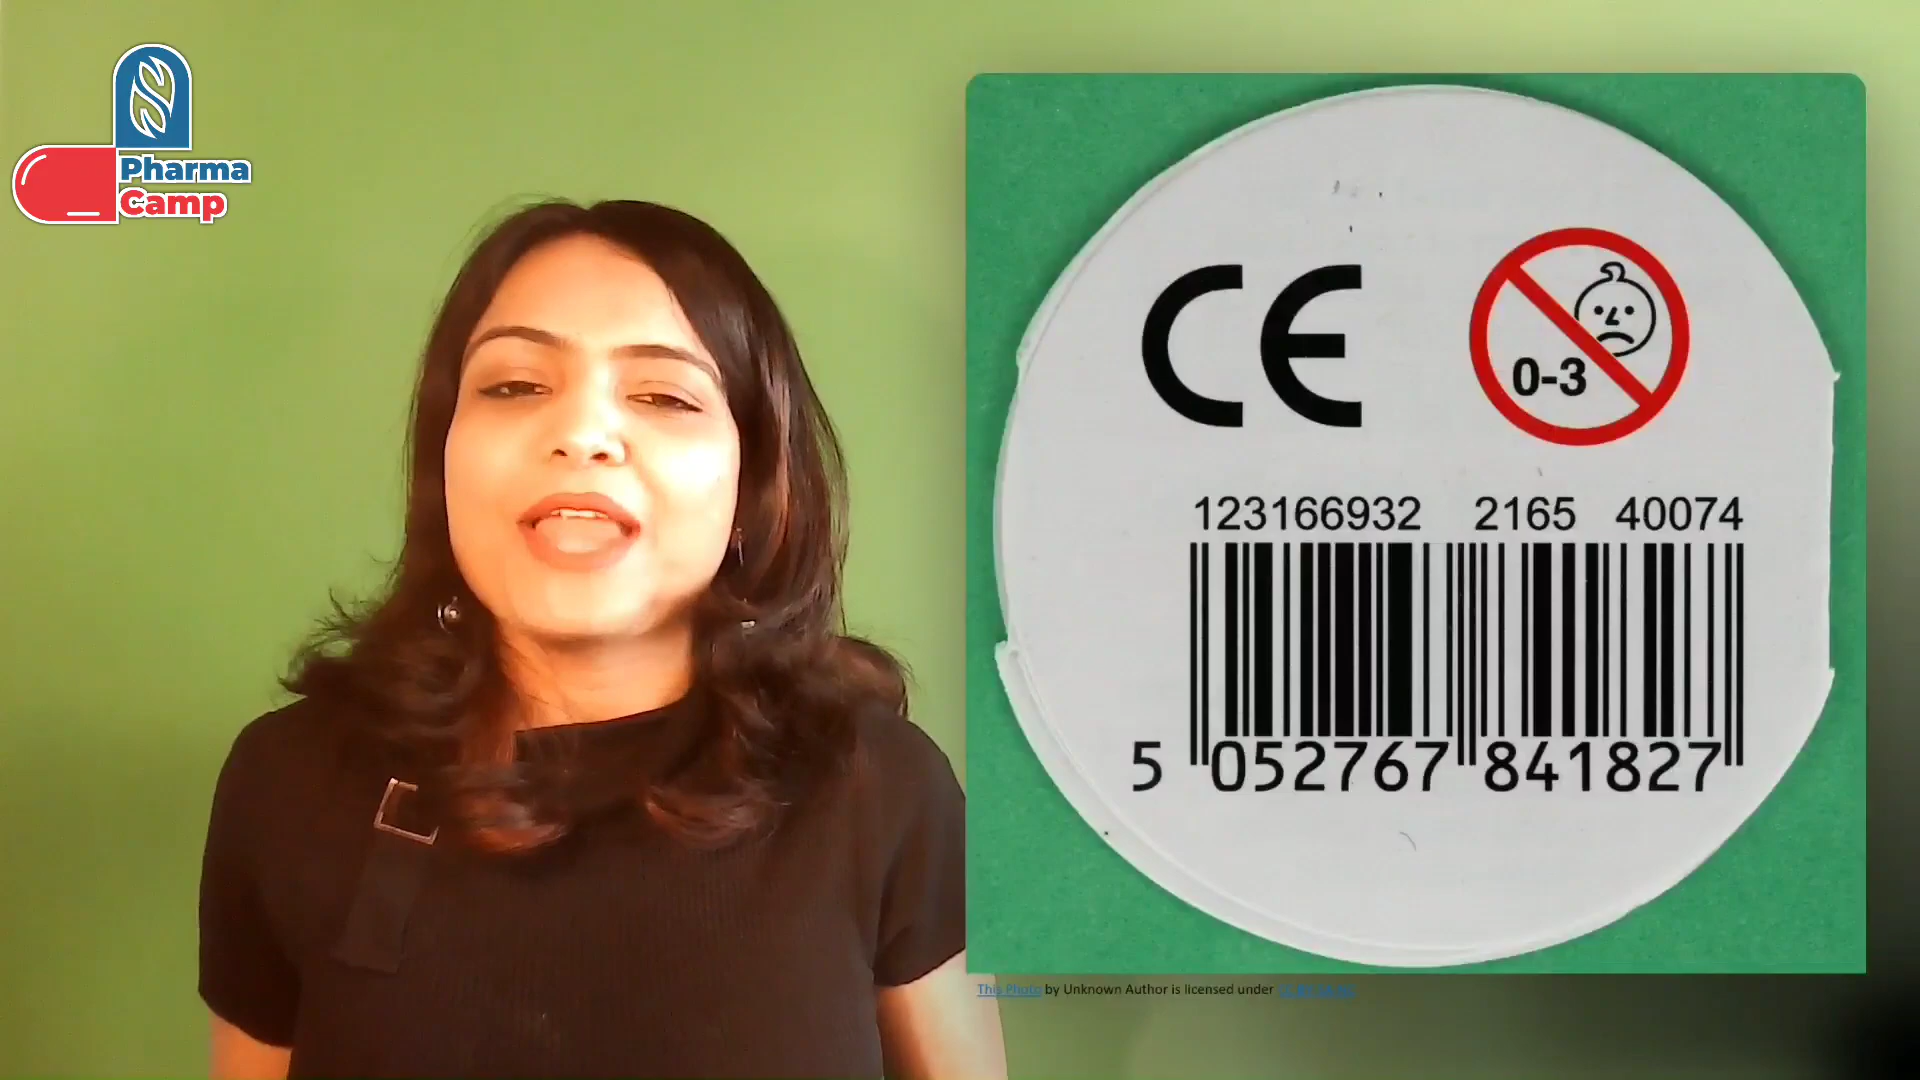 Pharma
Camp
CE
0-3
123166932 2165 40074
5 052767 841827
This Photo by Unknown Author is licensed under